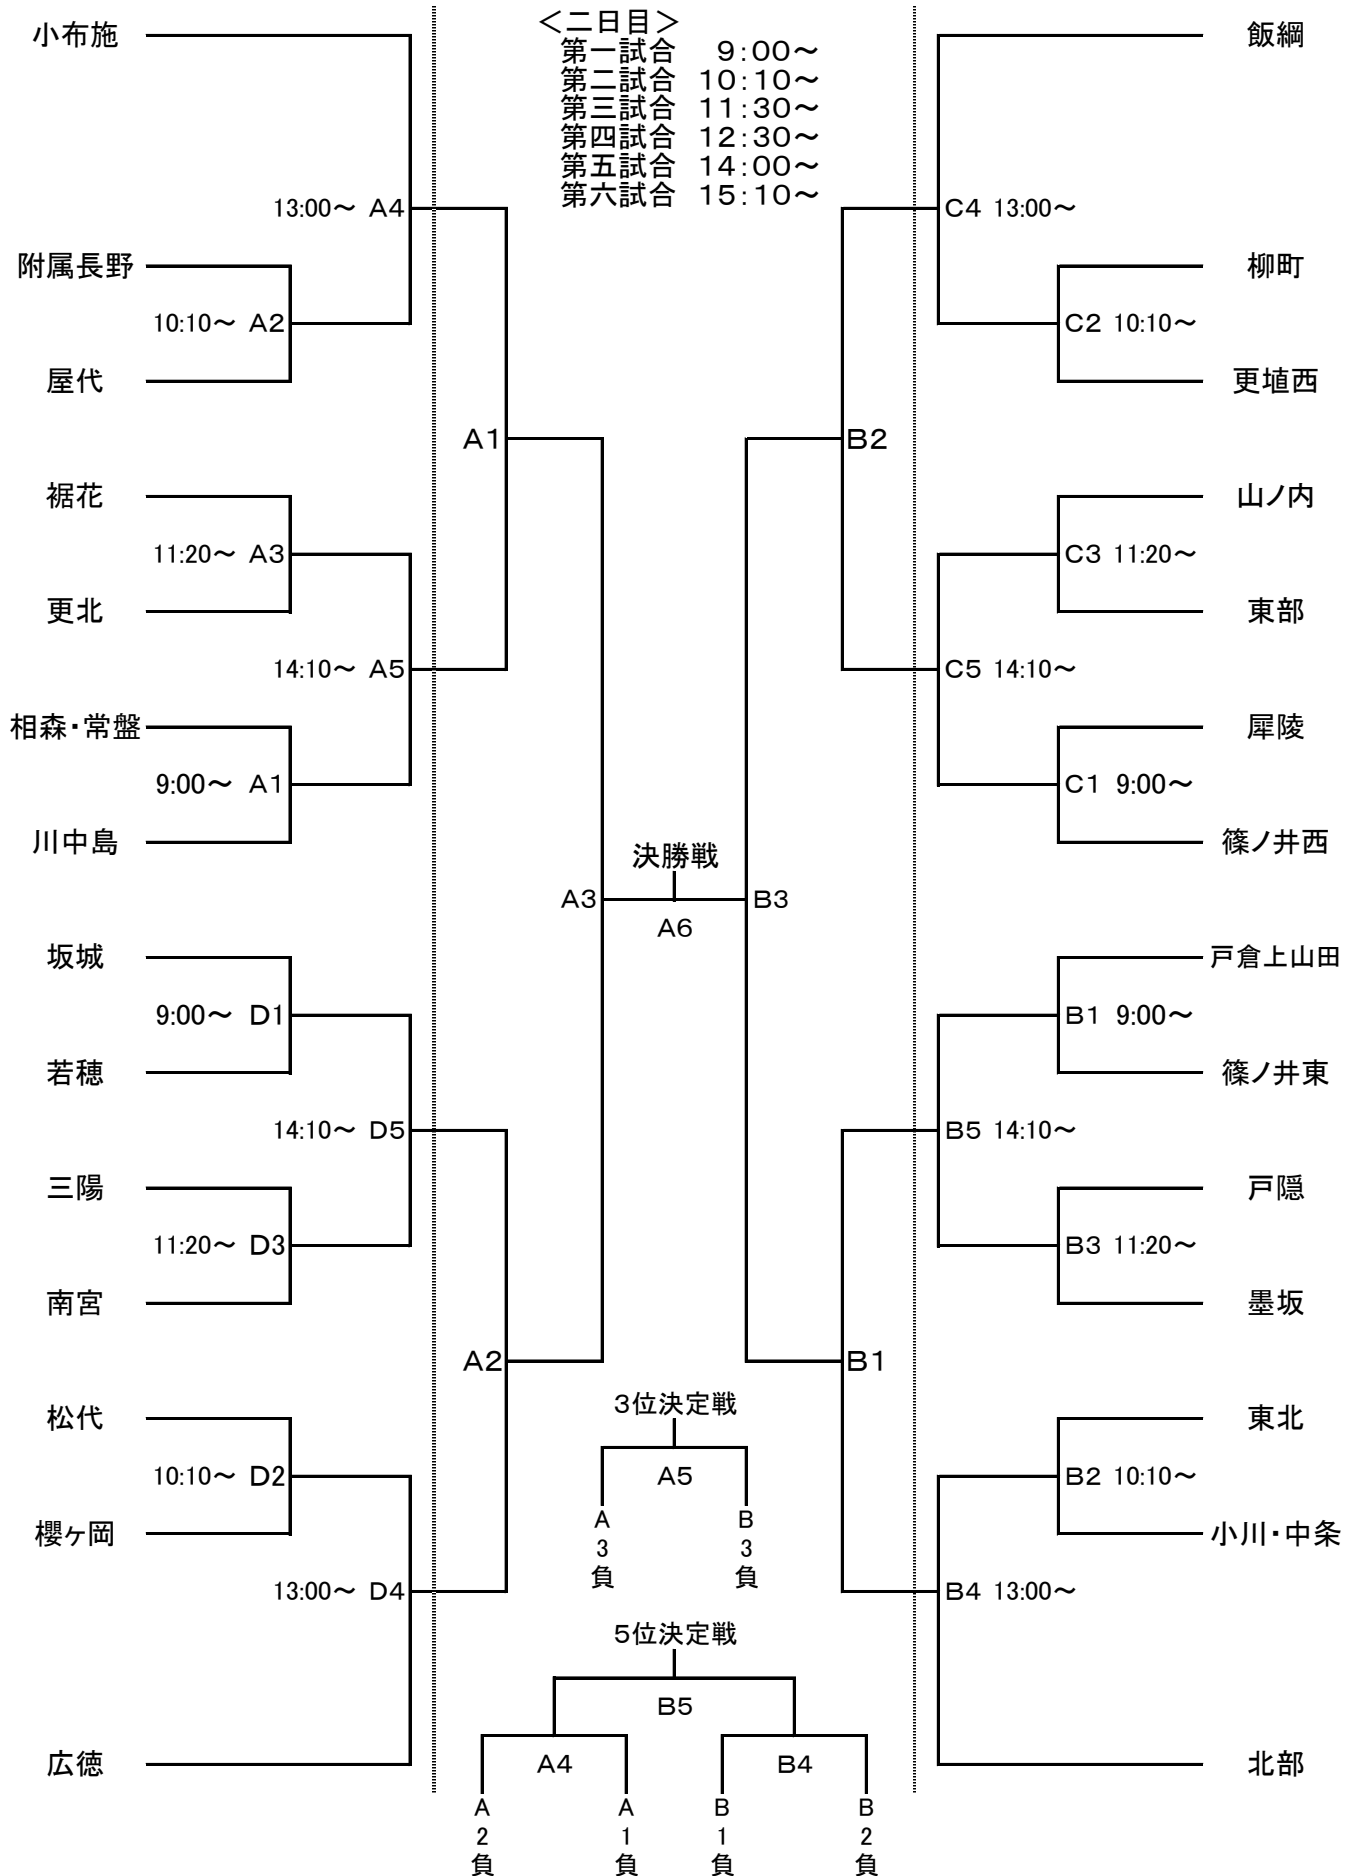 小布施
<二日目>
飯綱
第一試合 9:00~
第二試合 10:10~
第三試合 11:30~
第四試合 12:30~
第五試合 14:00~
第六試合 15:10~
13:00~ A4
C4 13:00~
附属長野
柳町
10:10~ A2
C2 10:10~
屋代
更埴西
A1
B2
裾花
山ノ内
11:20~ A3
C3 11:20~
更北
東部
14:10~ A5
C5 14:10~
相森・常盤
犀陵
9:00~ A1
C1 9:00~
川中島
篠ノ井西
決勝戦
A3
B3
A6
坂城
戸倉上山田
9:00~ D1
B1 9:00~
若穂
篠ノ井東
14:10~ D5
B5 14:10~
三陽
戸隠
11:20~ D3
B3 11:20~
南宮
墨坂
A2
B1
3位決定戦
松代
東北
A5
10:10~ D2
B2 10:10~
A3負
B3負
櫻ヶ岡
小川・中条
13:00~ D4
B4 13:00~
5位決定戦
B5
広徳
A4
B4
北部
A2負
A1負
B1負
B2負